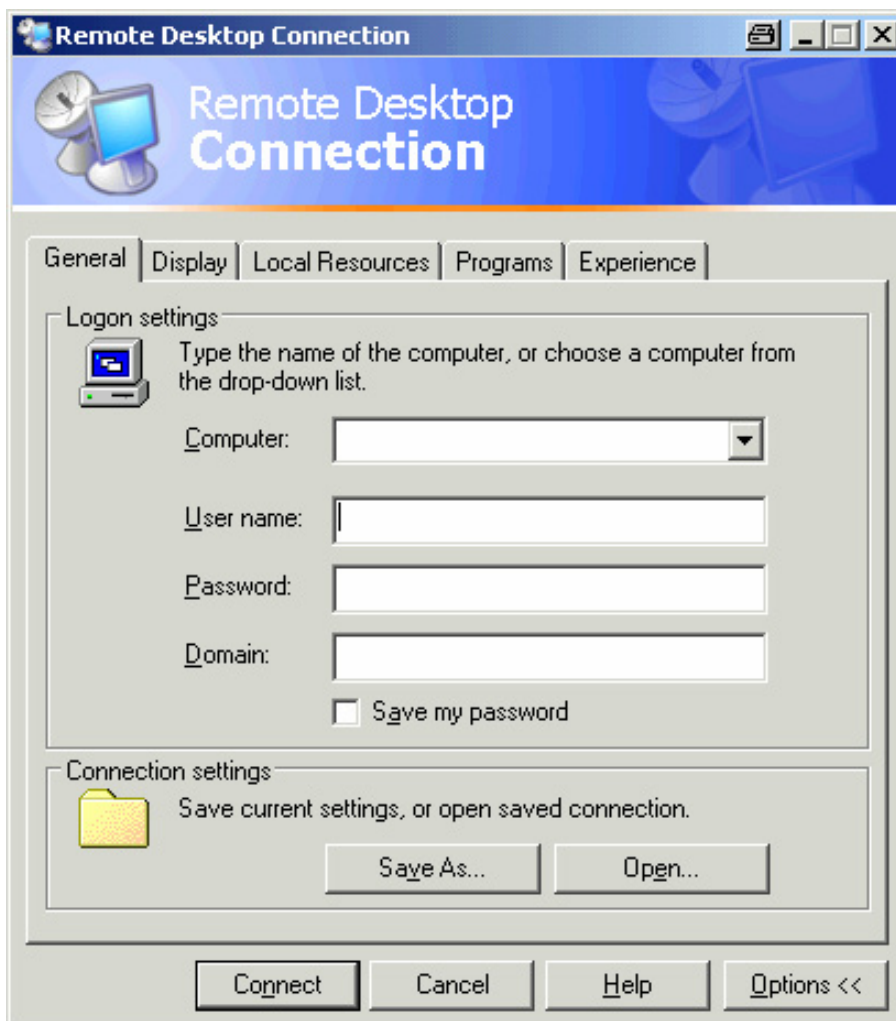 Remote Desktop Connection
Remote Desktop
Connection
General Display Local Resources Programs Experience
Logon settings
Type the name of the computer, or choose a computer from
the drop-down list.
Computer:
User name:
Password:
Domain:
Save my password
Connection settings
Save current settings, or open saved connection.
Save As... Open...
Connect Cancel Help Options <<